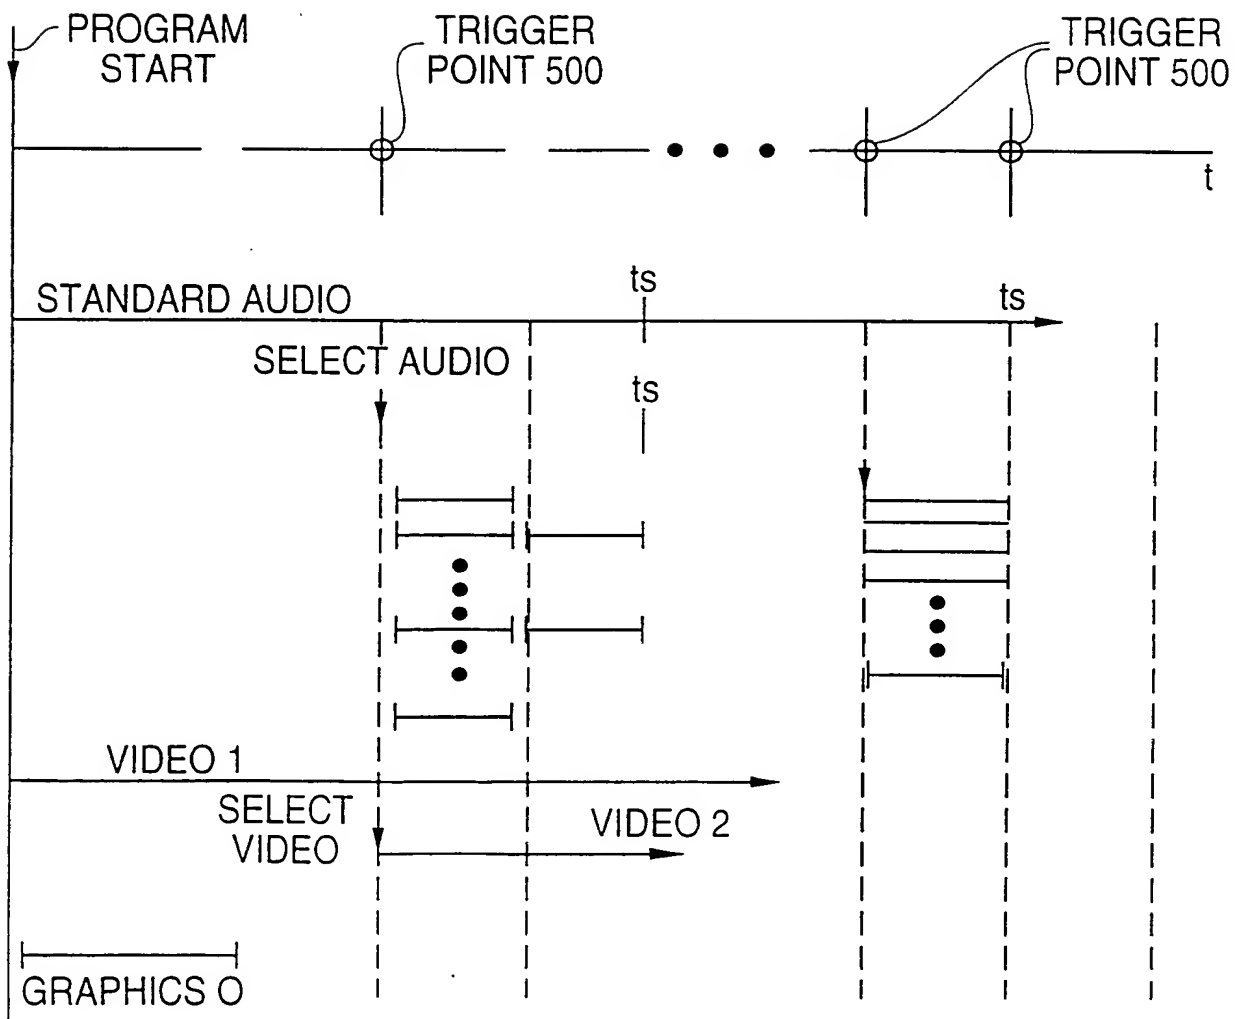 PROGRAM
START
TRIGGER
POINT 500
TRIGGER
POINT 500
t
STANDARD AUDIO
ts
ts
SELECT AUDIO
ts
VIDEO 1
SELECT
VIDEO
VIDEO 2
GRAPHICS O